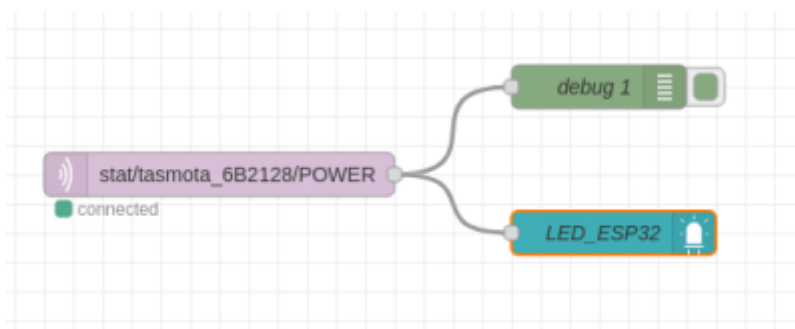 debug 1
stat/tasmota_6B2128/POWER
connected
LED_ESP32